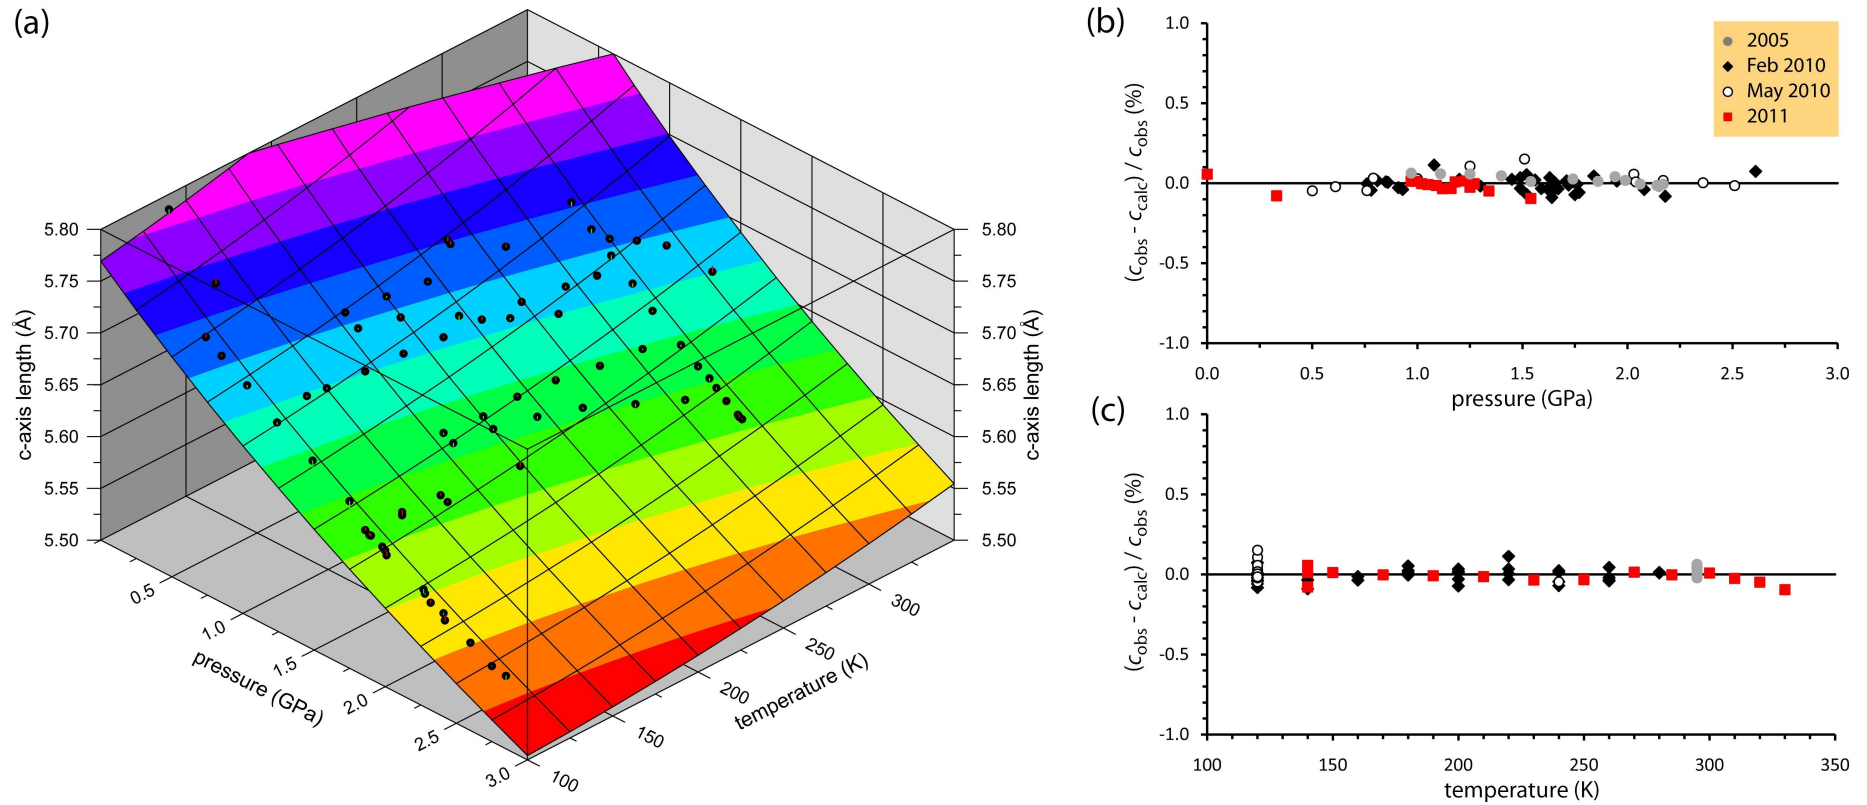 (a)
c-axis length (Å)
5.80
5.75
5.70
5.65
5.60
5.55
5.50
5.80
5.75
5.70
5.65
5.60
5.55
5.50
c-axis length (Å)
0.5
1.0
1.5
2.0
2.5
3.0
pressure (GPa)
100
150
200
250
300
temperature (K)
(b)
(cobs - ccalc) / cobs (%)
1.0
0.5
0.0
-0.5
-1.0
0.0 0.5 1.0 1.5 2.0 2.5 3.0
pressure (GPa)
2005
Feb 2010
May 2010
2011
(c)
(cobs - ccalc) / cobs (%)
1.0
0.5
0.0
-0.5
-1.0
100 150 200 250 300 350
temperature (K)